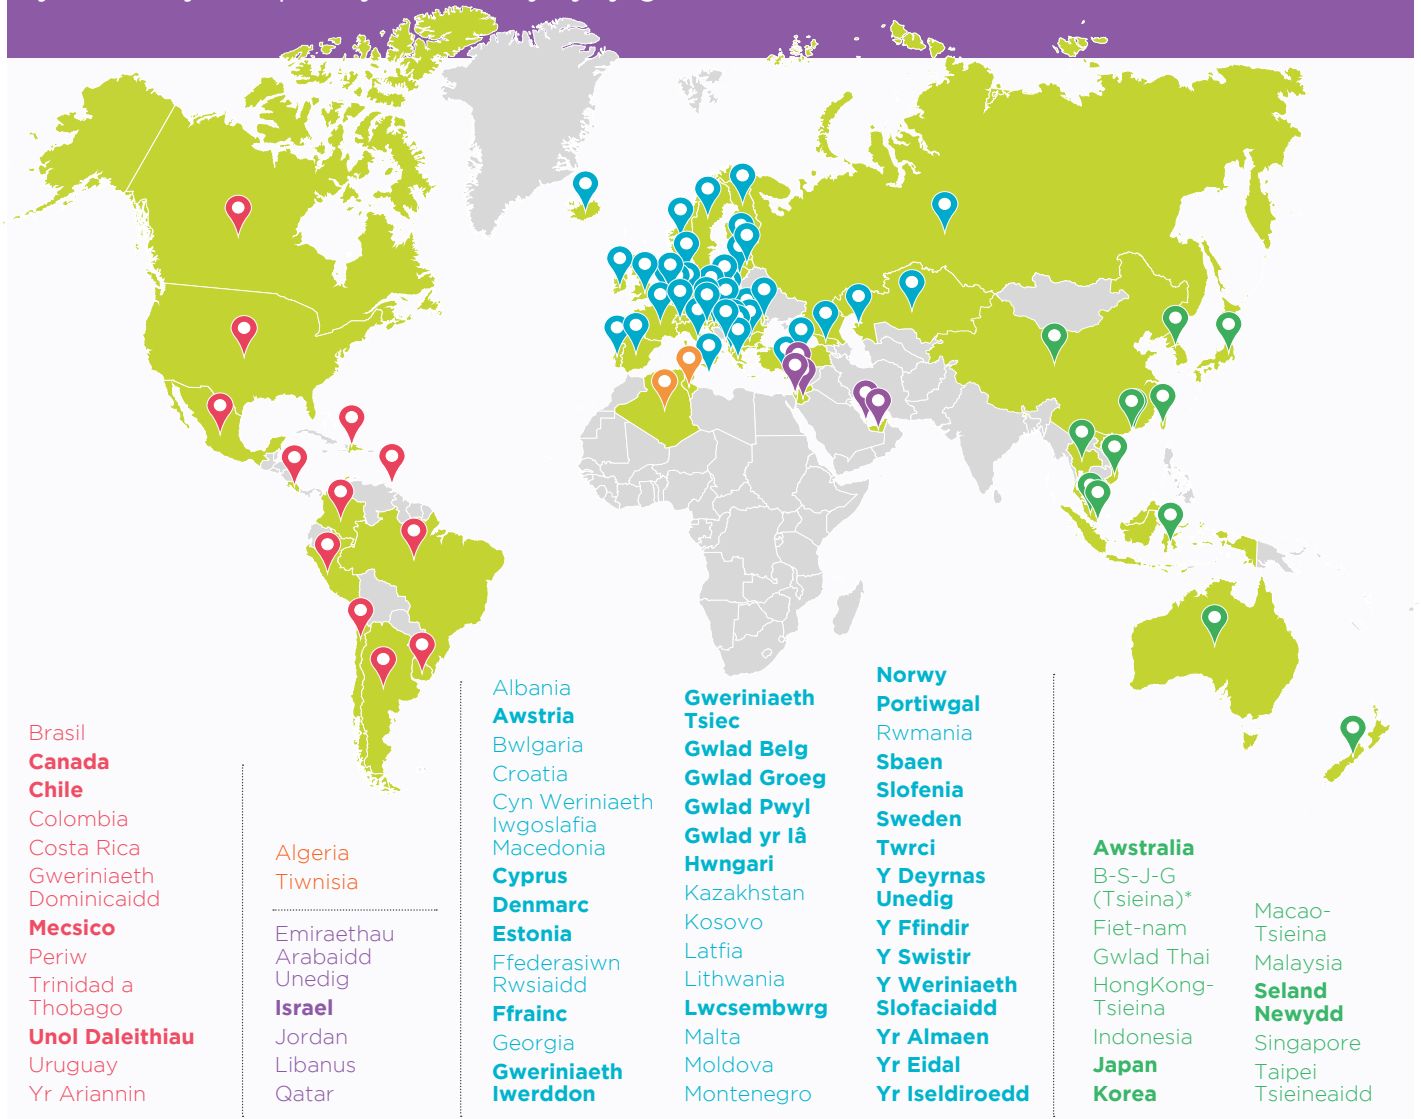 Brasil
Canada
Chile
Colombia
Costa Rica
Gweriniaeth
Dominicaidd
Mecsico
Periw
Trinidad a
Thobago
Unol Daleithiau
Uruguay
Yr Ariannin
Algeria
Tiwnisia
Emiraethau
Arabaidd
Unedig
Israel
Jordan
Libanus
Qatar
Albania
Awstria
Bwlgaria
Croatia
Cyn Weriniaeth
Iwgoslafia
Macedonia
Cyprus
Denmarc
Estonia
Ffederasiwn
Rwsiaidd
Ffrainc
Georgia
Gweriniaeth
Iwerddon
Gweriniaeth
Tsiec
Gwlad Belg
Gwlad Groeg
Gwlad Pwyl
Gwlad yr Iâ
Hwngari
Kazakhstan
Kosovo
Latfia
Lithwania
Lwcsembwrg
Malta
Moldova
Montenegro
Norwy
Portiwgal
Rwmania
Sbaen
Slofenia
Sweden
Twrci
Y Deyrnas
Unedig
Y Ffindir
Y Swistir
Y Weriniaeth
Slofaciaidd
Yr Almaen
Yr Eidal
Yr Iseldiroedd
Awstralia
B-S-J-G
(Tsieina)*
Fiet-nam
Gwlad Thai
HongKong-
Tsieina
Indonesia
Japan
Korea
Macao-
Tsieina
Malaysia
Seland
Newydd
Singapore
Taipei
Tsieineaidd